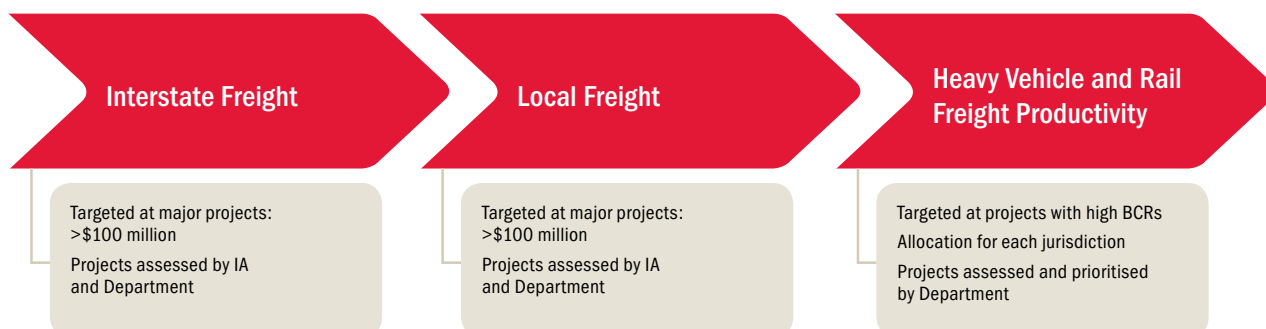 Interstate Freight
Targeted at major projects:
>$100 million
Projects assessed by IA
and Department
Local Freight
Targeted at major projects:
>$100 million
Projects assessed by IA
and Department
Heavy Vehicle and Rail
Freight Productivity
Targeted at projects with high BCRs
Allocation for each jurisdiction
Projects assessed and prioritised
by Department